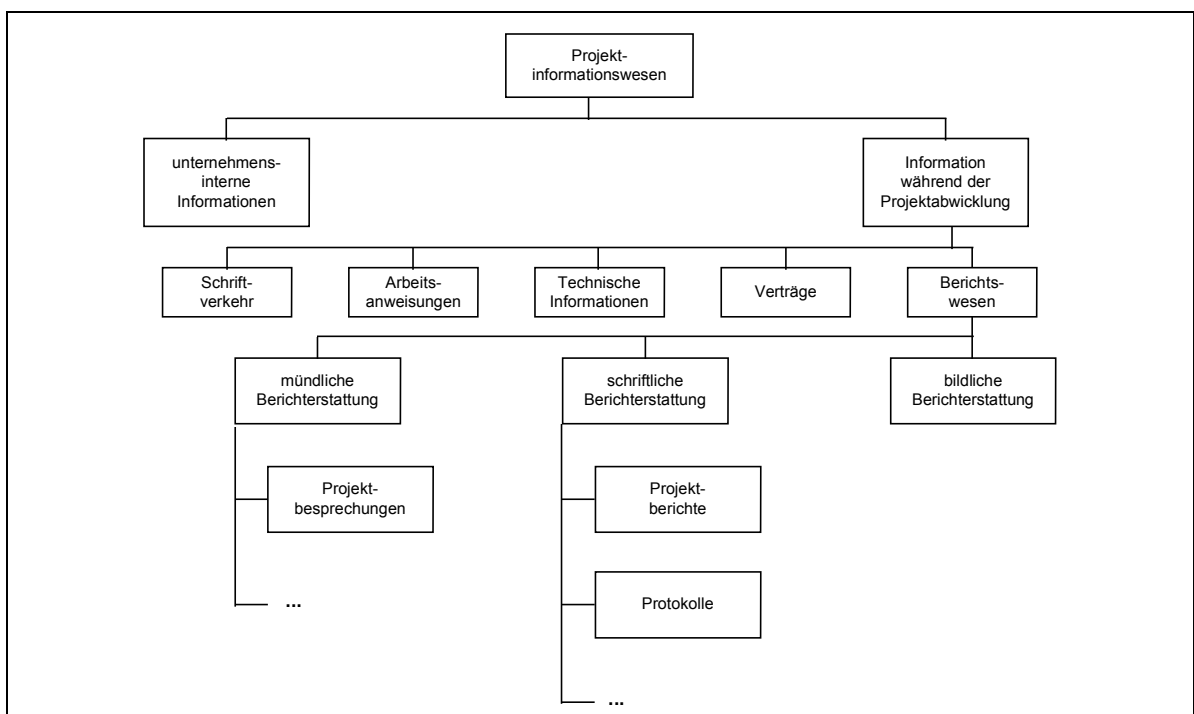 Projekt-
informationswesen
unternehmens-
interne
Informationen
Information
während der
Projektabwicklung
Schrift-
verkehr
Arbeits-
anweisungen
Technische
Informationen
Verträge
Berichts-
wesen
mündliche
Berichterstattung
schriftliche
Berichterstattung
bildliche
Berichterstattung
Projekt-
besprechungen
Projekt-
berichte
...
Protokolle
...